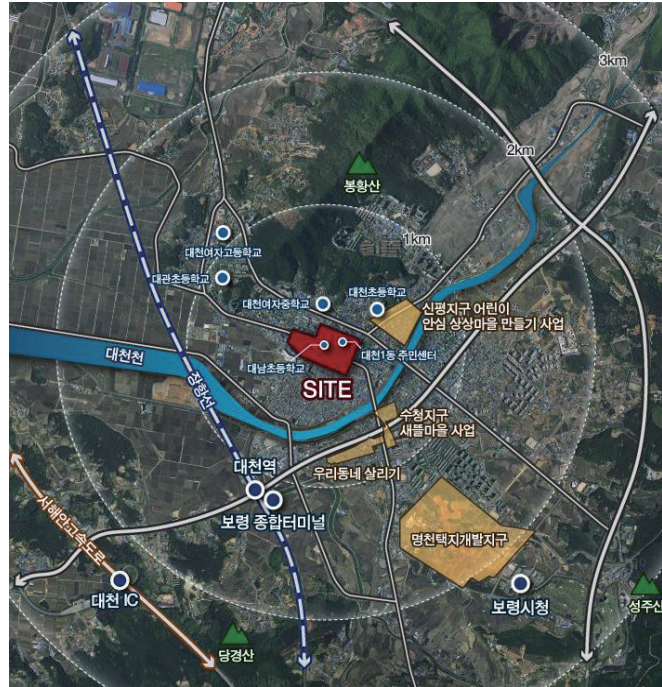 3km
2km
봉황산
1km
대천여자고등학교
대관초등학교
대천여자중학교
대천초등학교
신평지구 어린이
안심 상상마을 만들기 사업
대천천
장항선
대남초등학교
대천1동 주민센터
SITE
수청지구
새뜰마을 사업
우리동네 살리기
대천역
보령 종합터미널
서해안고속도로
명천택지개발지구
대천 IC
보령시청
성주산
당경산